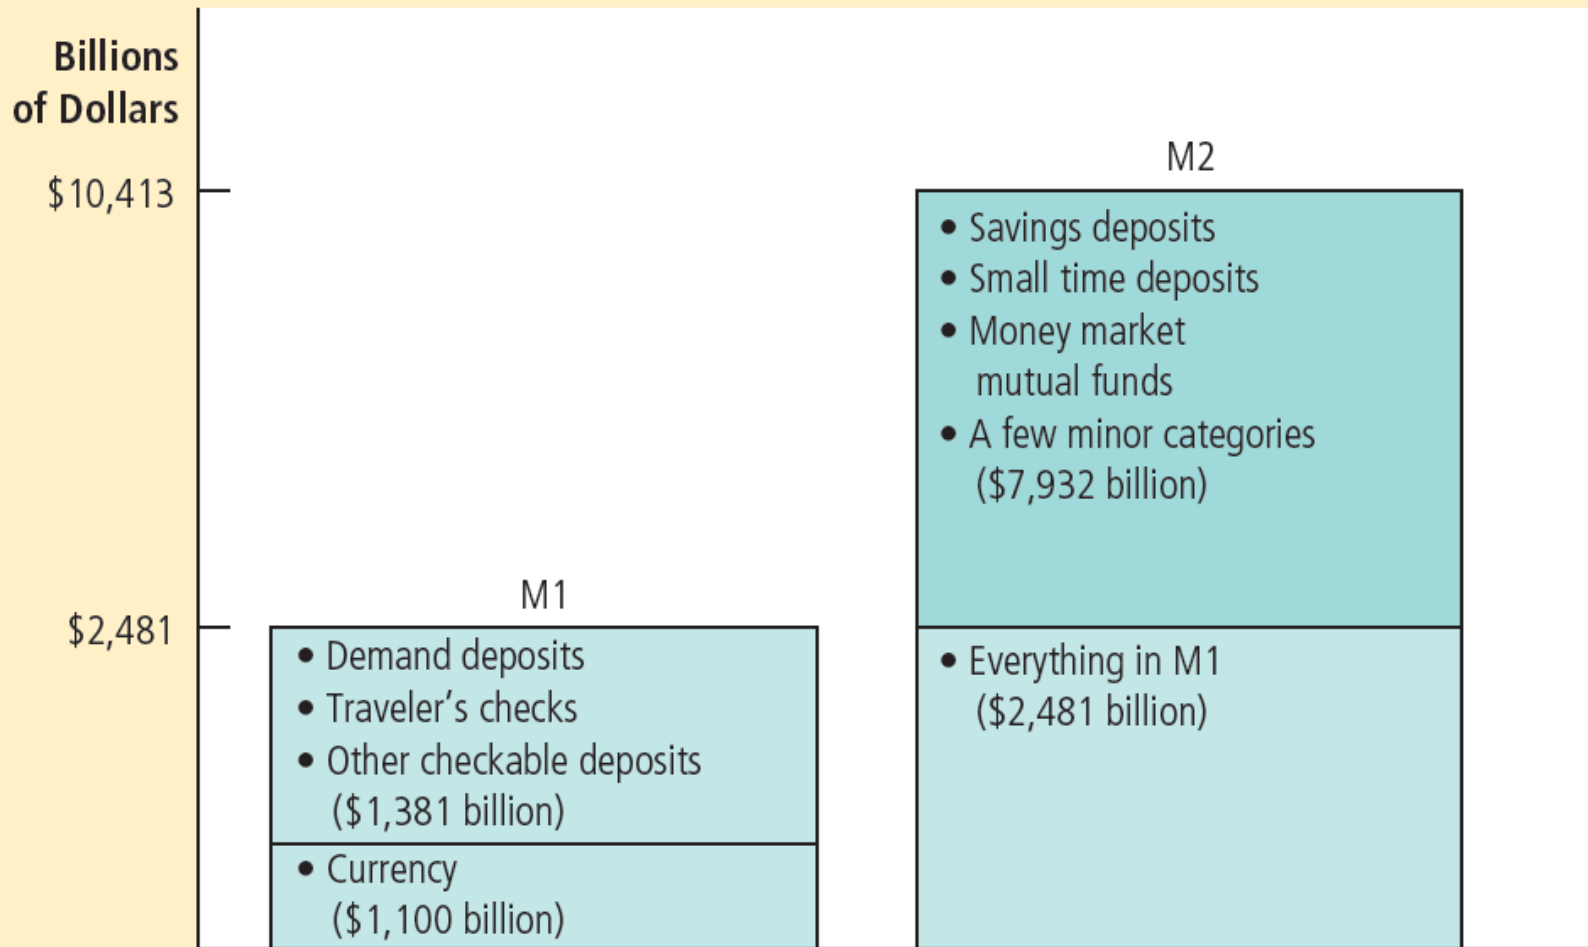 Billions
of Dollars
$10,413
$2,481
M1
• Demand deposits
• Traveler’s checks
• Other checkable deposits
($1,381 billion)
• Currency
($1,100 billion)
M2
• Savings deposits
• Small time deposits
• Money market
mutual funds
• A few minor categories
($7,932 billion)
• Everything in M1
($2,481 billion)